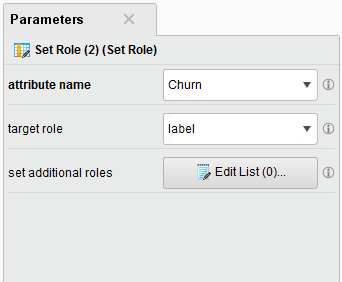 Parameters
Set Role (2) (Set Role)
attribute name Churn
target role label
set additional roles Edit List (0)...